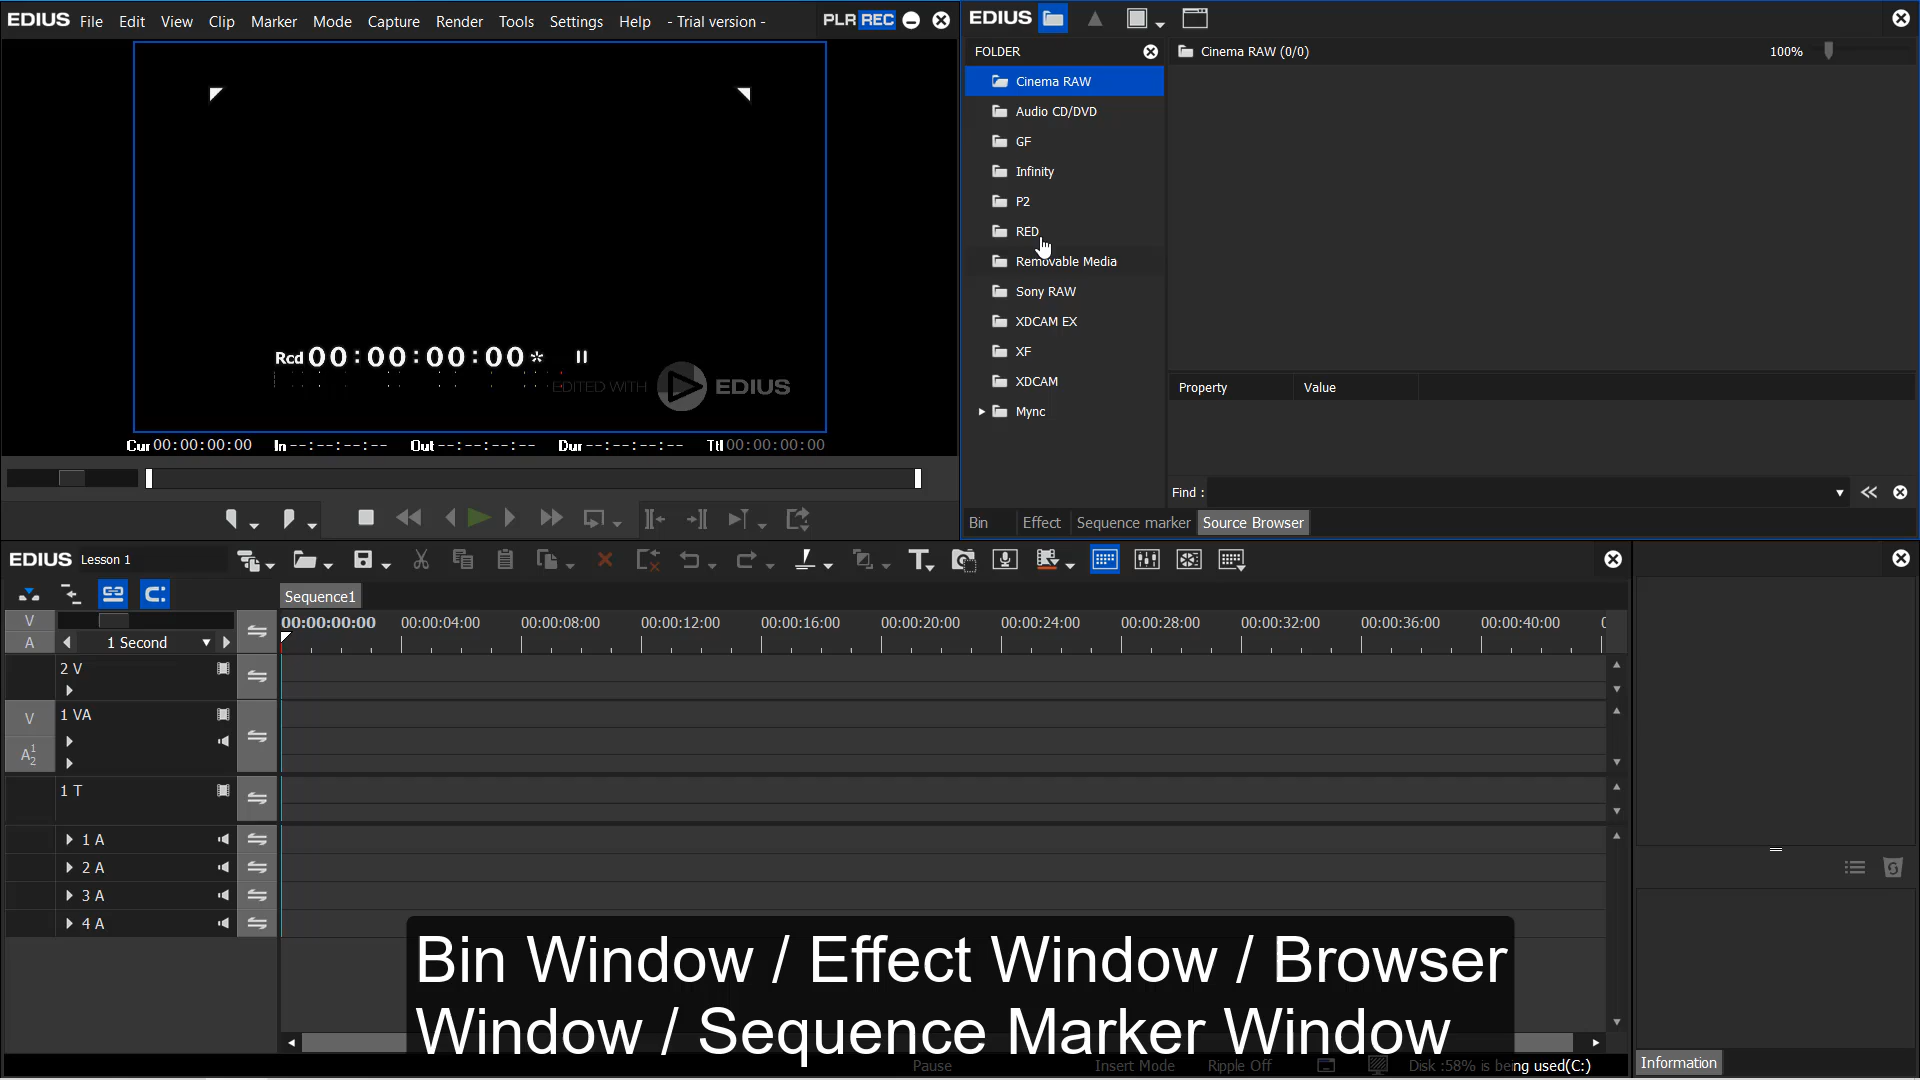 EDIUS File Edit View Clip Marker Mode Capture Render Tools Settings Help - Trial version - PLR REC
Rcd 00:00:00:00 * II
EDITED WITH EDIUS
Cur 00:00:00:00 In --:--:--:-- Out --:--:--:-- Dur --:--:--:-- Ttl 00:00:00:00
EDIUS
FOLDER
Cinema RAW (0/0) 100%
Cinema RAW
Audio CD/DVD
GF
Infinity
P2
RED
Removable Media
Sony RAW
XDCAM EX
XF
XDCAM
Mync
Property Value
Find :
Bin Effect Sequence marker Source Browser
EDIUS Lesson 1
Sequence1
V
A 1 Second
00:00:00:00 00:00:04:00 00:00:08:00 00:00:12:00 00:00:16:00 00:00:20:00 00:00:24:00 00:00:28:00 00:00:32:00 00:00:36:00 00:00:40:00
2 V
V 1 VA
A 1 2
1 T
1 A
2 A
3 A
4 A
Bin Window / Effect Window / Browser
Window / Sequence Marker Window
Pause Insert Mode Ripple Off Disk :58% is being used(C:)
Information